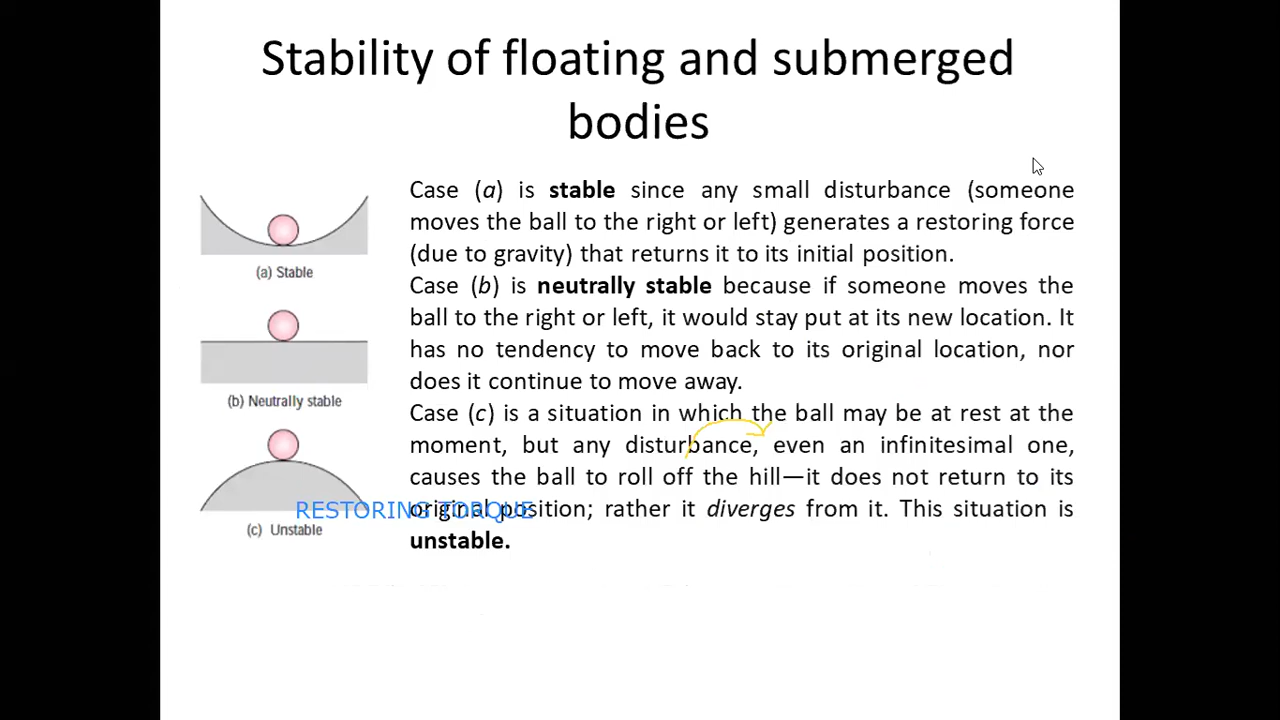 Stability of floating and submerged
bodies
(a) Stable
(b) Neutrally stable
(c) Unstable
Case (a) is stable since any small disturbance (someone
moves the ball to the right or left) generates a restoring force
(due to gravity) that returns it to its initial position.
Case (b) is neutrally stable because if someone moves the
ball to the right or left, it would stay put at its new location. It
has no tendency to move back to its original location, nor
does it continue to move away.
Case (c) is a situation in which the ball may be at rest at the
moment, but any disturbance, even an infinitesimal one,
causes the ball to roll off the hill—it does not return to its
original position; rather it diverges from it. This situation is
unstable.
RESTORING TORQUE